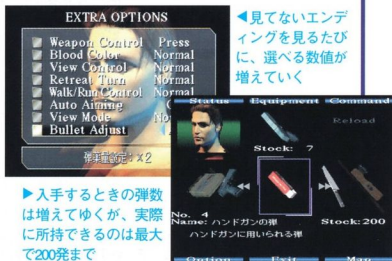 EXTRA OPTIONS
Weapon Control Press
Blood Color Normal
View Control Normal
Retreat Turn Normal
Walk/Run Control Normal
Auto Aiming
View Mode
Bullet Adjust
弾薬量設定:×2
◀見てないエンデ
ィングを見るたび
に、選べる数値が
増えていく
Status Equipment Command
Reload
Stock: 7
No. 4
Name: ハンドガンの弾
Stock:200
ハンドガンに用いられる弾
Option Exit Map
▶入手するときの弾数
は増えてゆくが、実際
に所持できるのは最大
で200発まで